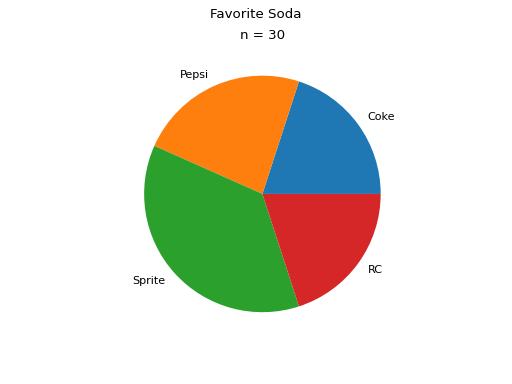 Favorite Soda
n = 30
Pepsi
Coke
Sprite
RC